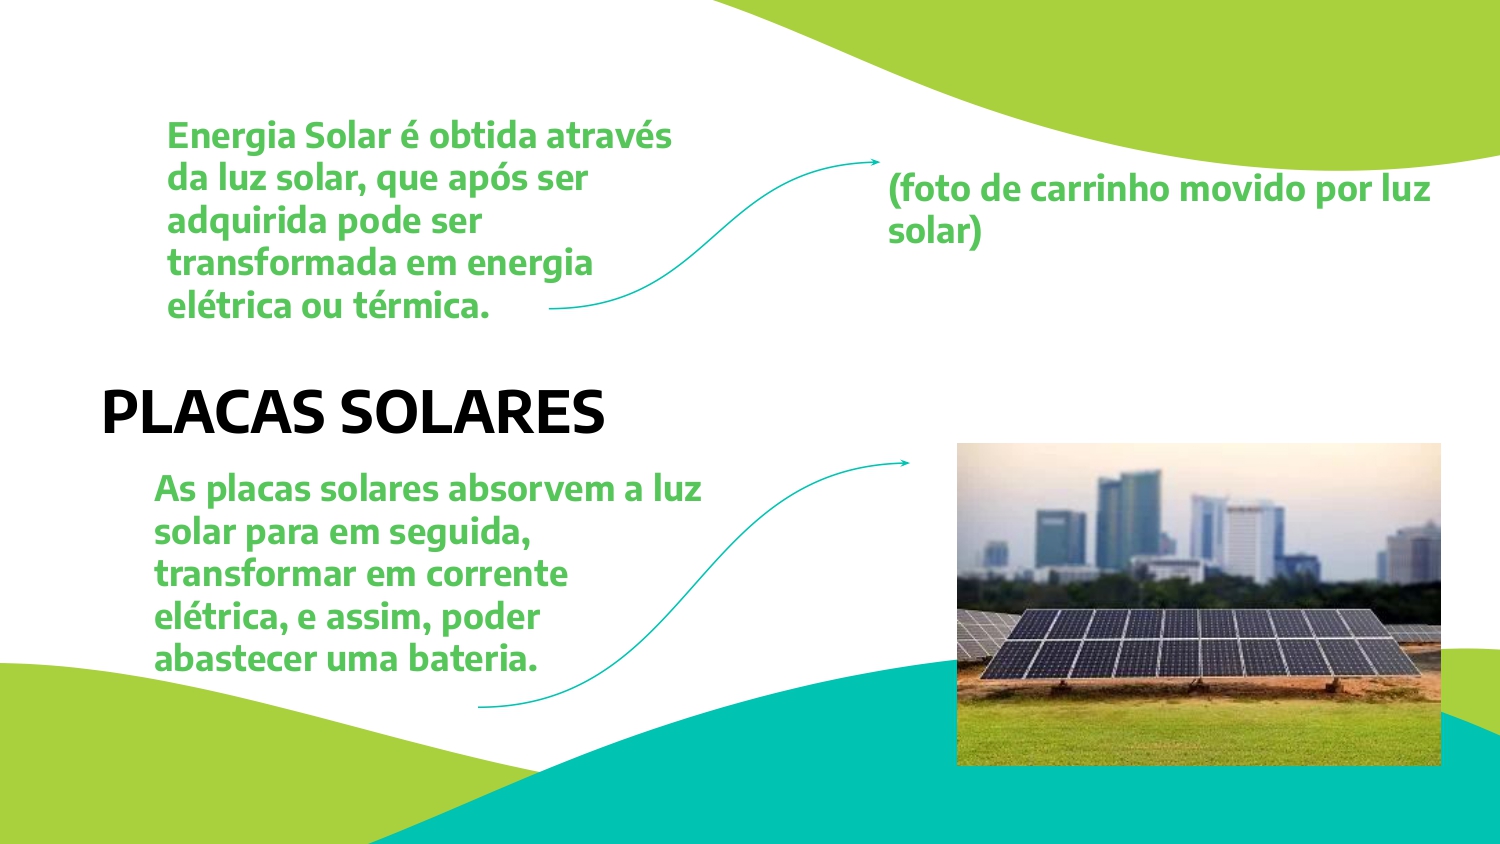 Energia Solar é obtida através
da luz solar, que após ser
adquirida pode ser
transformada em energia
elétrica ou térmica.
(foto de carrinho movido por luz
solar)
PLACAS SOLARES
As placas solares absorvem a luz
solar para em seguida,
transformar em corrente
elétrica, e assim, poder
abastecer uma bateria.